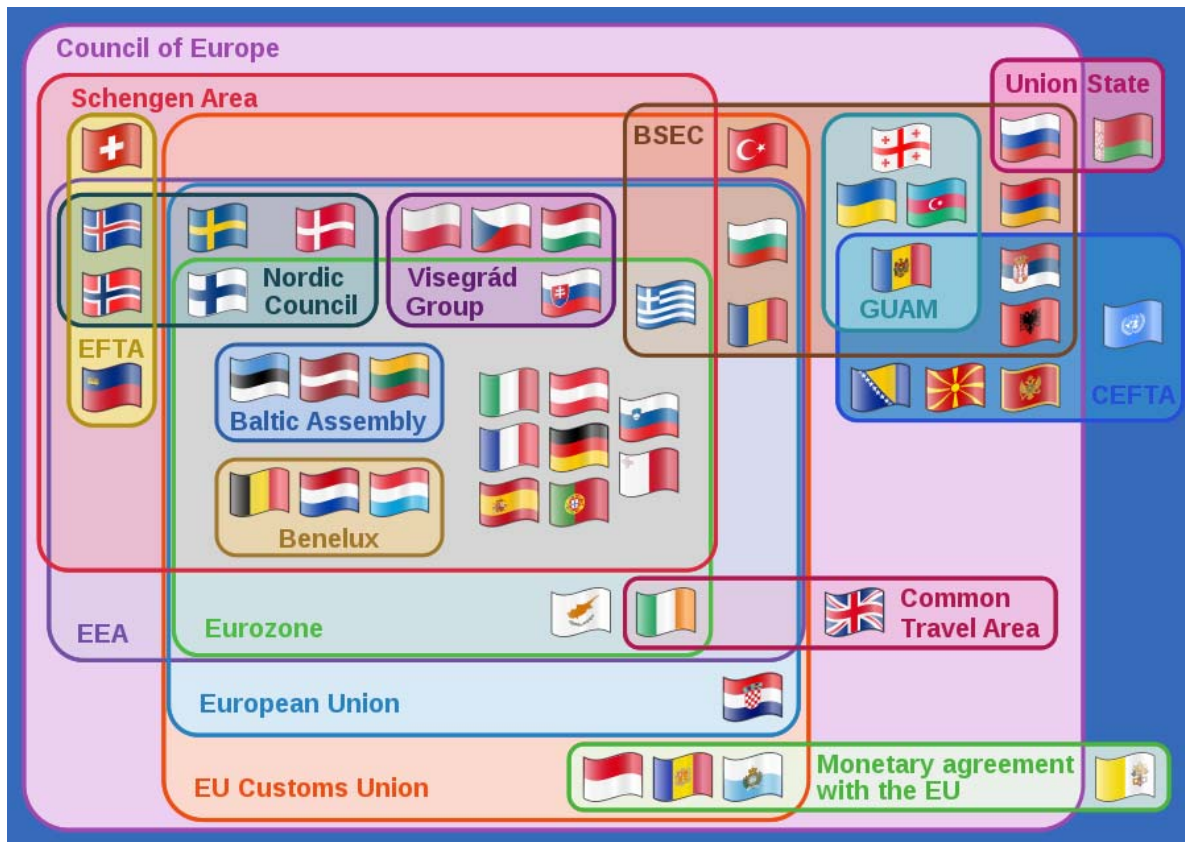 Council of Europe
Schengen Area
Union State
BSEC
Nordic
Council
Visegrád
Group
GUAM
EFTA
CEFTA
Baltic Assembly
Benelux
EEA
Eurozone
Common
Travel Area
European Union
EU Customs Union
Monetary agreement
with the EU